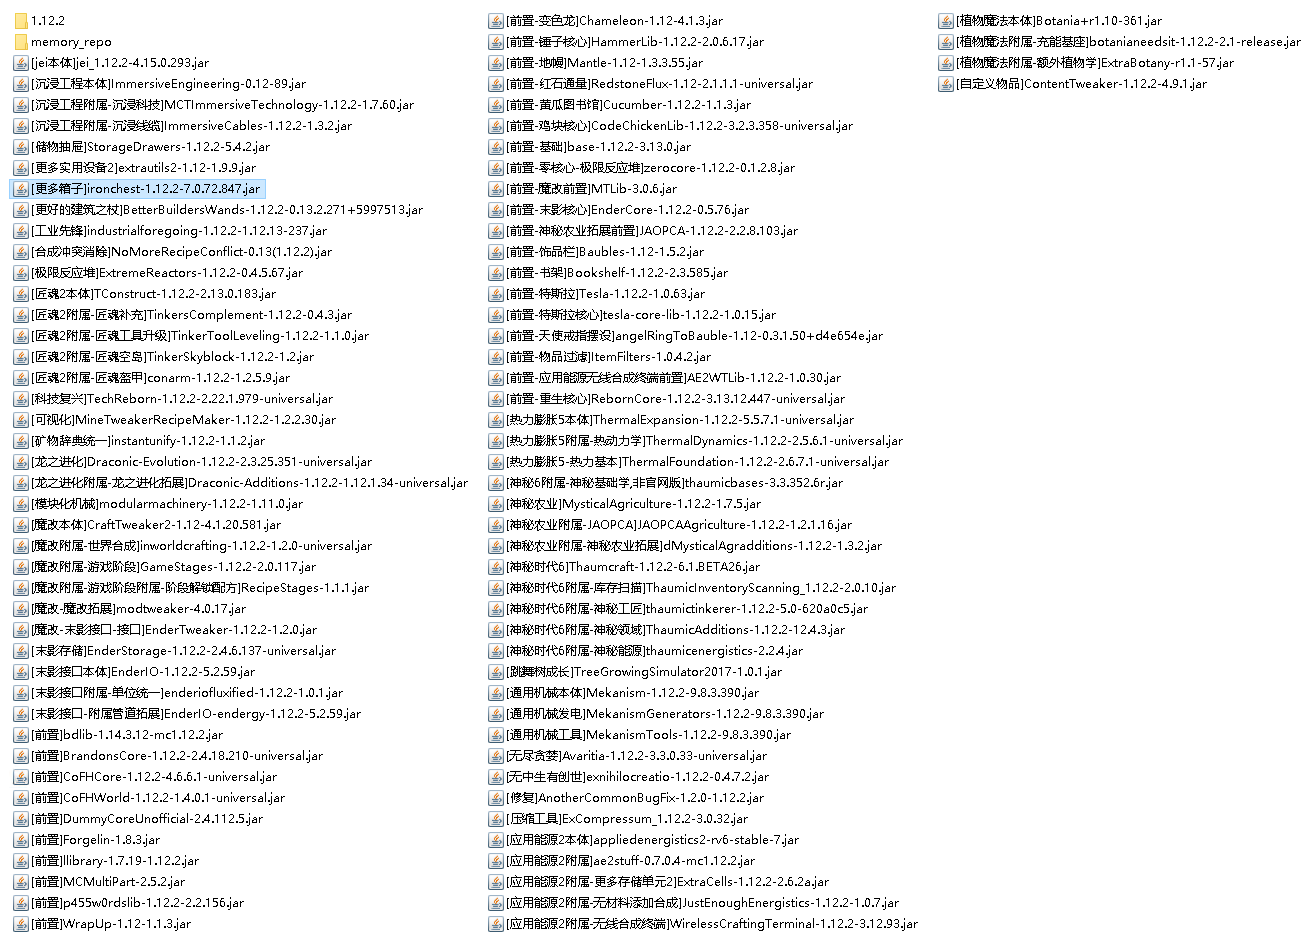 1.12.2
memory_repo
[jei本体]jei_1.12.2-4.15.0.293.jar
[沉浸工程本体]ImmersiveEngineering-0.12-89.jar
[沉浸工程附属-沉浸科技]MCTImmersiveTechnology-1.12.2-1.7.60.jar
[沉浸工程附属-沉浸线缆]ImmersiveCables-1.12.2-1.3.2.jar
[储物抽屉]StorageDrawers-1.12.2-5.4.2.jar
[更多实用设备2]extrautils2-1.12-1.9.9.jar
[更多箱子]ironchest-1.12.2-7.0.72.847.jar
[更好的建筑之杖]BetterBuildersWands-1.12.2-0.13.2.271+5997513.jar
[工业先锋]industrialforegoing-1.12.2-1.12.13-237.jar
[合成冲突消除]NoMoreRecipeConflict-0.13(1.12.2).jar
[极限反应堆]ExtremeReactors-1.12.2-0.4.5.67.jar
[匠魂2本体]TConstruct-1.12.2-2.13.0.183.jar
[匠魂2附属-匠魂补充]TinkersComplement-1.12.2-0.4.3.jar
[匠魂2附属-匠魂工具升级]TinkerToolLeveling-1.12.2-1.1.0.jar
[匠魂2附属-匠魂空岛]TinkerSkyblock-1.12.2-1.2.jar
[匠魂2附属-匠魂盔甲]conarm-1.12.2-1.2.5.9.jar
[科技复兴]TechReborn-1.12.2-2.22.1.979-universal.jar
[可视化]MineTweakerRecipeMaker-1.12.2-1.2.2.30.jar
[矿物辞典统一]instantunify-1.12.2-1.1.2.jar
[龙之进化]Draconic-Evolution-1.12.2-2.3.25.351-universal.jar
[龙之进化附属-龙之进化拓展]Draconic-Additions-1.12.2-1.12.1.34-universal.jar
[模块化机械]modularmachinery-1.12.2-1.11.0.jar
[魔改本体]CraftTweaker2-1.12-4.1.20.581.jar
[魔改附属-世界合成]inworldcrafting-1.12.2-1.2.0-universal.jar
[魔改附属-游戏阶段]GameStages-1.12.2-2.0.117.jar
[魔改附属-游戏阶段附属-阶段解锁配方]RecipeStages-1.1.1.jar
[魔改-魔改拓展]modtweaker-4.0.17.jar
[魔改-末影接口-接口]EnderTweaker-1.12.2-1.2.0.jar
[末影存储]EnderStorage-1.12.2-2.4.6.137-universal.jar
[末影接口本体]EnderIO-1.12.2-5.2.59.jar
[末影接口附属-单位统一]enderiofluxified-1.12.2-1.0.1.jar
[末影接口-附属管道拓展]EnderIO-endergy-1.12.2-5.2.59.jar
[前置]bdlib-1.14.3.12-mc1.12.2.jar
[前置]BrandonsCore-1.12.2-2.4.18.210-universal.jar
[前置]CoFHCore-1.12.2-4.6.6.1-universal.jar
[前置]CoFHWorld-1.12.2-1.4.0.1-universal.jar
[前置]DummyCoreUnofficial-2.4.112.5.jar
[前置]Forgelin-1.8.3.jar
[前置]llibrary-1.7.19-1.12.2.jar
[前置]MCMultiPart-2.5.2.jar
[前置]p455w0rdslib-1.12.2-2.2.156.jar
[前置]WrapUp-1.12-1.1.3.jar
[前置-变色龙]Chameleon-1.12-4.1.3.jar
[前置-锤子核心]HammerLib-1.12.2-2.0.6.17.jar
[前置-地幔]Mantle-1.12-1.3.3.55.jar
[前置-红石通量]RedstoneFlux-1.12-2.1.1.1-universal.jar
[前置-黄瓜图书馆]Cucumber-1.12.2-1.1.3.jar
[前置-鸡块核心]CodeChickenLib-1.12.2-3.2.3.358-universal.jar
[前置-基础]base-1.12.2-3.13.0.jar
[前置-零核心-极限反应堆]zerocore-1.12.2-0.1.2.8.jar
[前置-魔改前置]MTLib-3.0.6.jar
[前置-末影核心]EnderCore-1.12.2-0.5.76.jar
[前置-神秘农业拓展前置]JAOPCA-1.12.2-2.2.8.103.jar
[前置-饰品栏]Baubles-1.12-1.5.2.jar
[前置-书架]Bookshelf-1.12.2-2.3.585.jar
[前置-特斯拉]Tesla-1.12.2-1.0.63.jar
[前置-特斯拉核心]tesla-core-lib-1.12.2-1.0.15.jar
[前置-天使戒指摆设]angelRingToBauble-1.12-0.3.1.50+d4e654e.jar
[前置-物品过滤]ItemFilters-1.0.4.2.jar
[前置-应用能源无线合成终端前置]AE2WTLib-1.12.2-1.0.30.jar
[前置-重生核心]RebornCore-1.12.2-3.13.12.447-universal.jar
[热力膨胀5本体]ThermalExpansion-1.12.2-5.5.7.1-universal.jar
[热力膨胀5附属-热动力学]ThermalDynamics-1.12.2-2.5.6.1-universal.jar
[热力膨胀5-热力基本]ThermalFoundation-1.12.2-2.6.7.1-universal.jar
[神秘6附属-神秘基础学,非官网版]thaumicbases-3.3.352.6r.jar
[神秘农业]MysticalAgriculture-1.12.2-1.7.5.jar
[神秘农业附属-JAOPCA]JAOPCAAgriculture-1.12.2-1.2.1.16.jar
[神秘农业附属-神秘农业拓展]dMysticalAgradditions-1.12.2-1.3.2.jar
[神秘时代6]Thaumcraft-1.12.2-6.1.BETA26.jar
[神秘时代6附属-库存扫描]ThaumicInventoryScanning_1.12.2-2.0.10.jar
[神秘时代6附属-神秘工匠]thaumictinkerer-1.12.2-5.0-620a0c5.jar
[神秘时代6附属-神秘领域]ThaumicAdditions-1.12.2-12.4.3.jar
[神秘时代6附属-神秘能源]thaumicenergistics-2.2.4.jar
[跳舞树成长]TreeGrowingSimulator2017-1.0.1.jar
[通用机械本体]Mekanism-1.12.2-9.8.3.390.jar
[通用机械发电]MekanismGenerators-1.12.2-9.8.3.390.jar
[通用机械工具]MekanismTools-1.12.2-9.8.3.390.jar
[无尽贪婪]Avaritia-1.12.2-3.3.0.33-universal.jar
[无中生有创世]exnihilocreatio-1.12.2-0.4.7.2.jar
[修复]AnotherCommonBugFix-1.2.0-1.12.2.jar
[压缩工具]ExCompressum_1.12.2-3.0.32.jar
[应用能源2本体]appliedenergistics2-rv6-stable-7.jar
[应用能源2附属]ae2stuff-0.7.0.4-mc1.12.2.jar
[应用能源2附属-更多存储单元2]ExtraCells-1.12.2-2.6.2a.jar
[应用能源2附属-无材料添加合成]JustEnoughEnergistics-1.12.2-1.0.7.jar
[应用能源2附属-无线合成终端]WirelessCraftingTerminal-1.12.2-3.12.93.jar
[植物魔法本体]Botania+r1.10-361.jar
[植物魔法附属-充能基座]botanianeedsit-1.12.2-2.1-release.jar
[植物魔法附属-额外植物学]ExtraBotany-r1.1-57.jar
[自定义物品]ContentTweaker-1.12.2-4.9.1.jar